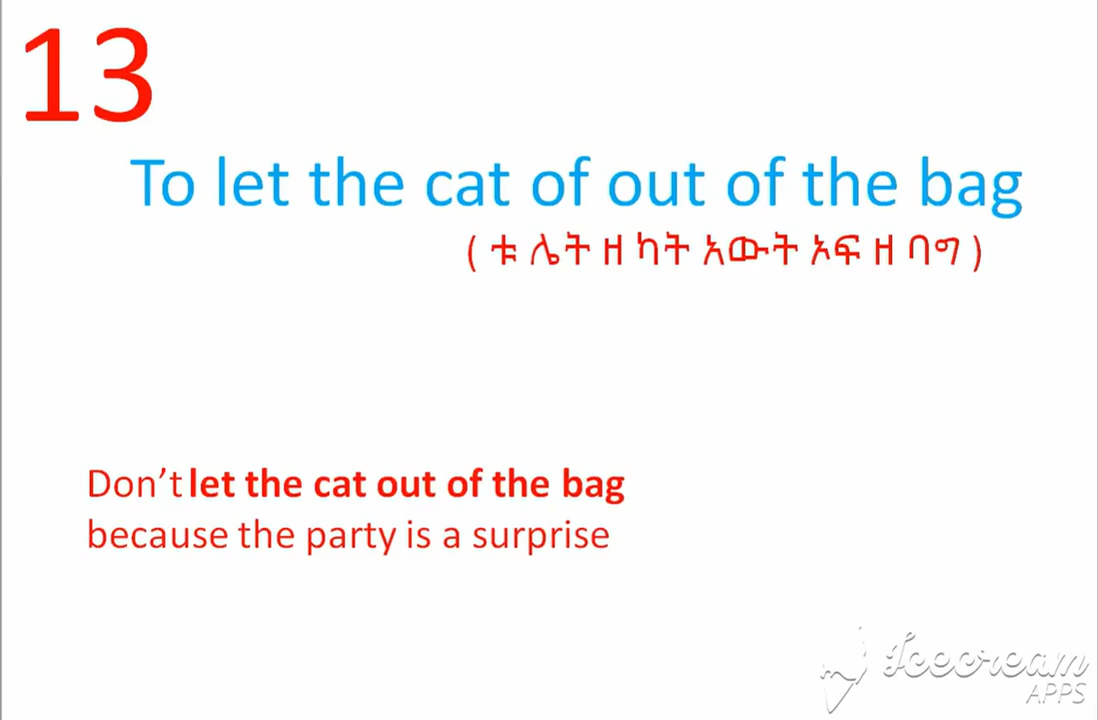 13
To let the cat of out of the bag
( ቱ ሌት ዘ ካት አውት ኦፍ ዘ ባግ )
Don’t let the cat out of the bag
because the party is a surprise
Icecream
APPS